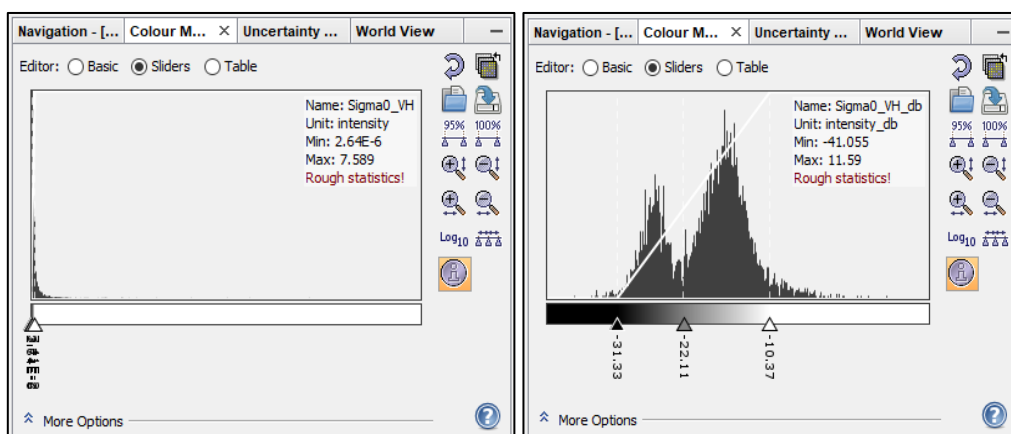 Navigation - [... Colour M... × Uncertainty ... World View
Editor: Basic Sliders Table
Name: Sigma0_VH
Unit: intensity
Min: 2.64E-6
Max: 7.589
Rough statistics!
95% 100%
Log10
More Options
Navigation - [... Colour M... × Uncertainty ... World View
Editor: Basic Sliders Table
Name: Sigma0_VH_db
Unit: intensity_db
Min: -41.055
Max: 11.59
Rough statistics!
95% 100%
Log10
-31.33
-22.11
-10.37
More Options